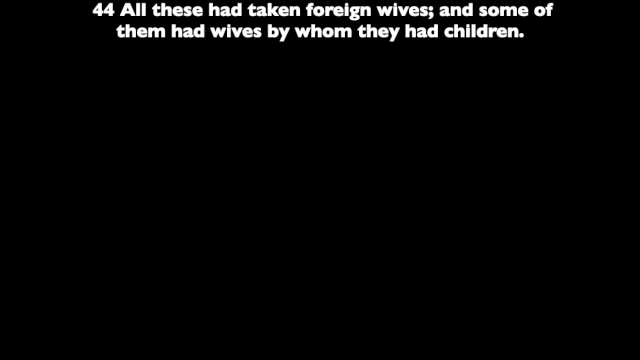 44 All these had taken foreign wives; and some of
them had wives by whom they had children.